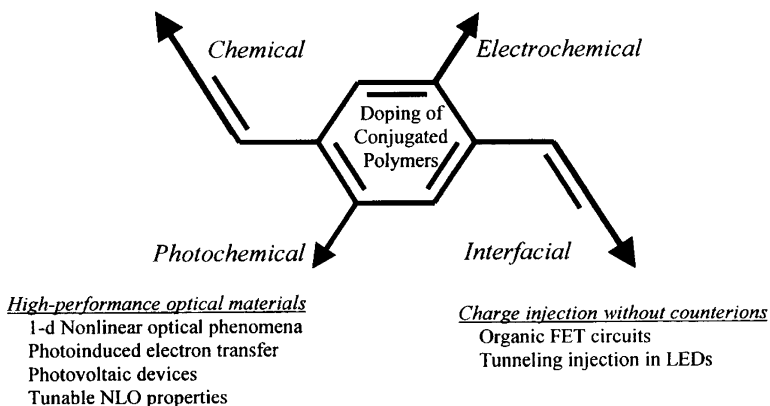 Chemical
Electrochemical
Doping of
Conjugated
Polymers
Photochemical
Interfacial
High-performance optical materials
1-d Nonlinear optical phenomena
Photoinduced electron transfer
Photovoltaic devices
Tunable NLO properties
Charge injection without counterions
Organic FET circuits
Tunneling injection in LEDs